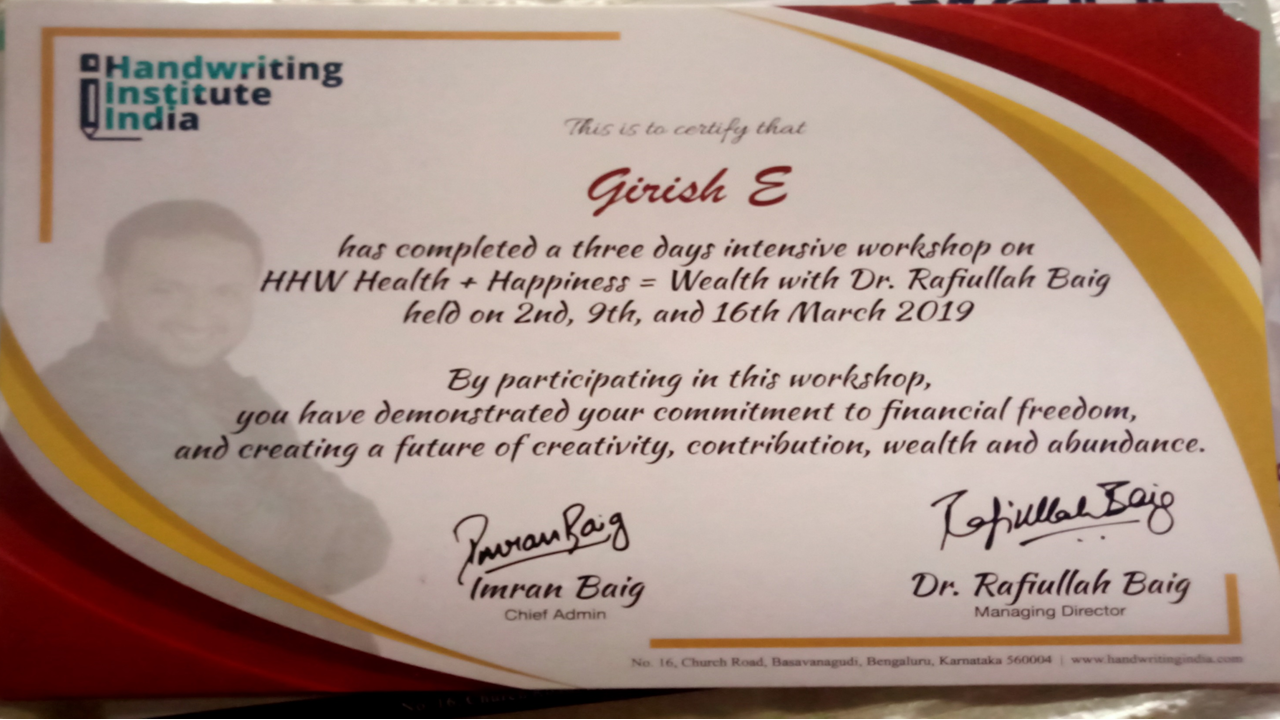 Handwriting
Institute
India
This is to certify that
Girish E
has completed a three days intensive workshop on
HHW Health + Happiness = Wealth with Dr. Rafiullah Baig
held on 2nd, 9th, and 16th March 2019
By participating in this workshop,
you have demonstrated your commitment to financial freedom,
and creating a future of creativity, contribution, wealth and abundance.
Imran Baig
Rafiullah Baig
Imran Baig
Dr. Rafiullah Baig
Chief Admin
Managing Director
No. 16, Church Road, Basavanagudi, Bengaluru, Karnataka 560004 | www.handwritingindia.com